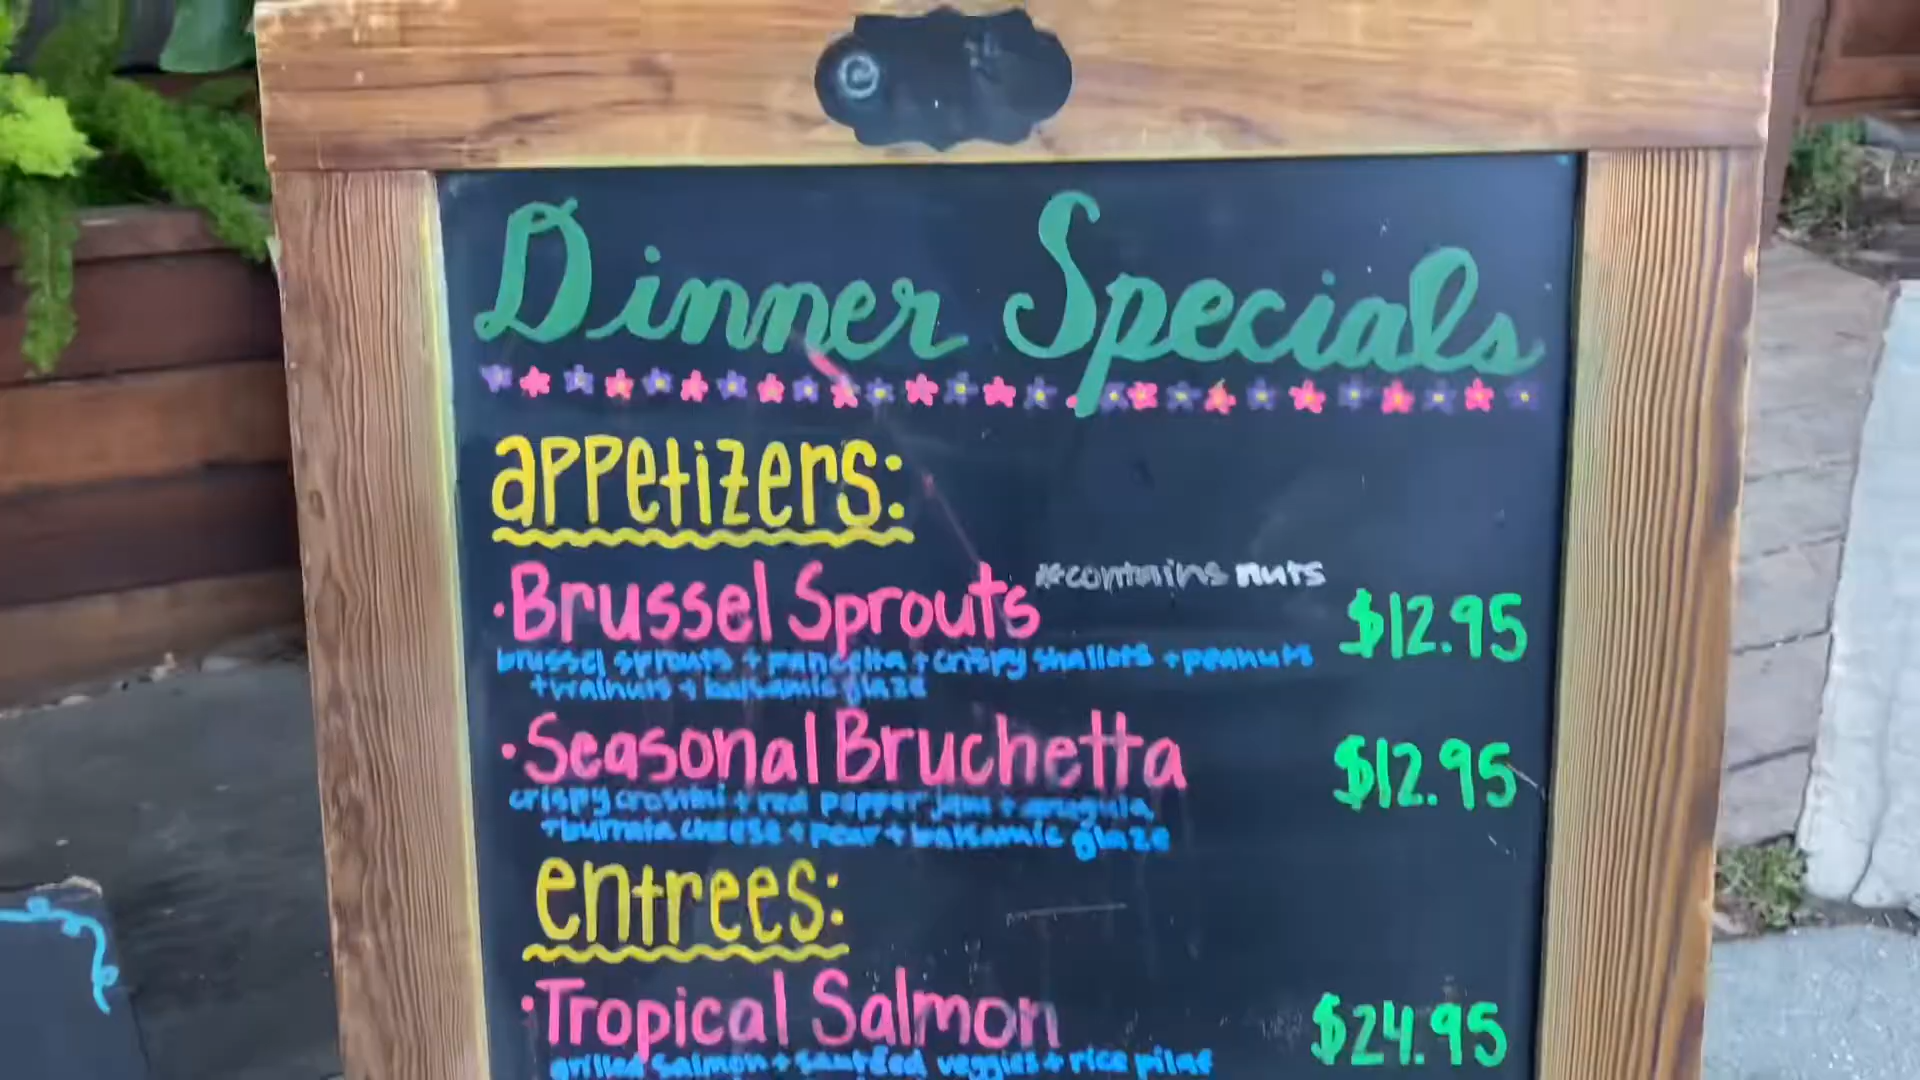 Dinner Specials
appetizers:
•Brussel Sprouts *contains nuts $12.95
brussel sprouts + pancetta + crispy shallots + peanuts
+ walnuts + balsamic glaze
•Seasonal Bruchetta $12.95
crispy crostini + red pepper jam + arugula
+ burrata cheese + pear + balsamic glaze
entrees:
•Tropical Salmon $24.95
grilled salmon + sauteed veggies + rice pilaf